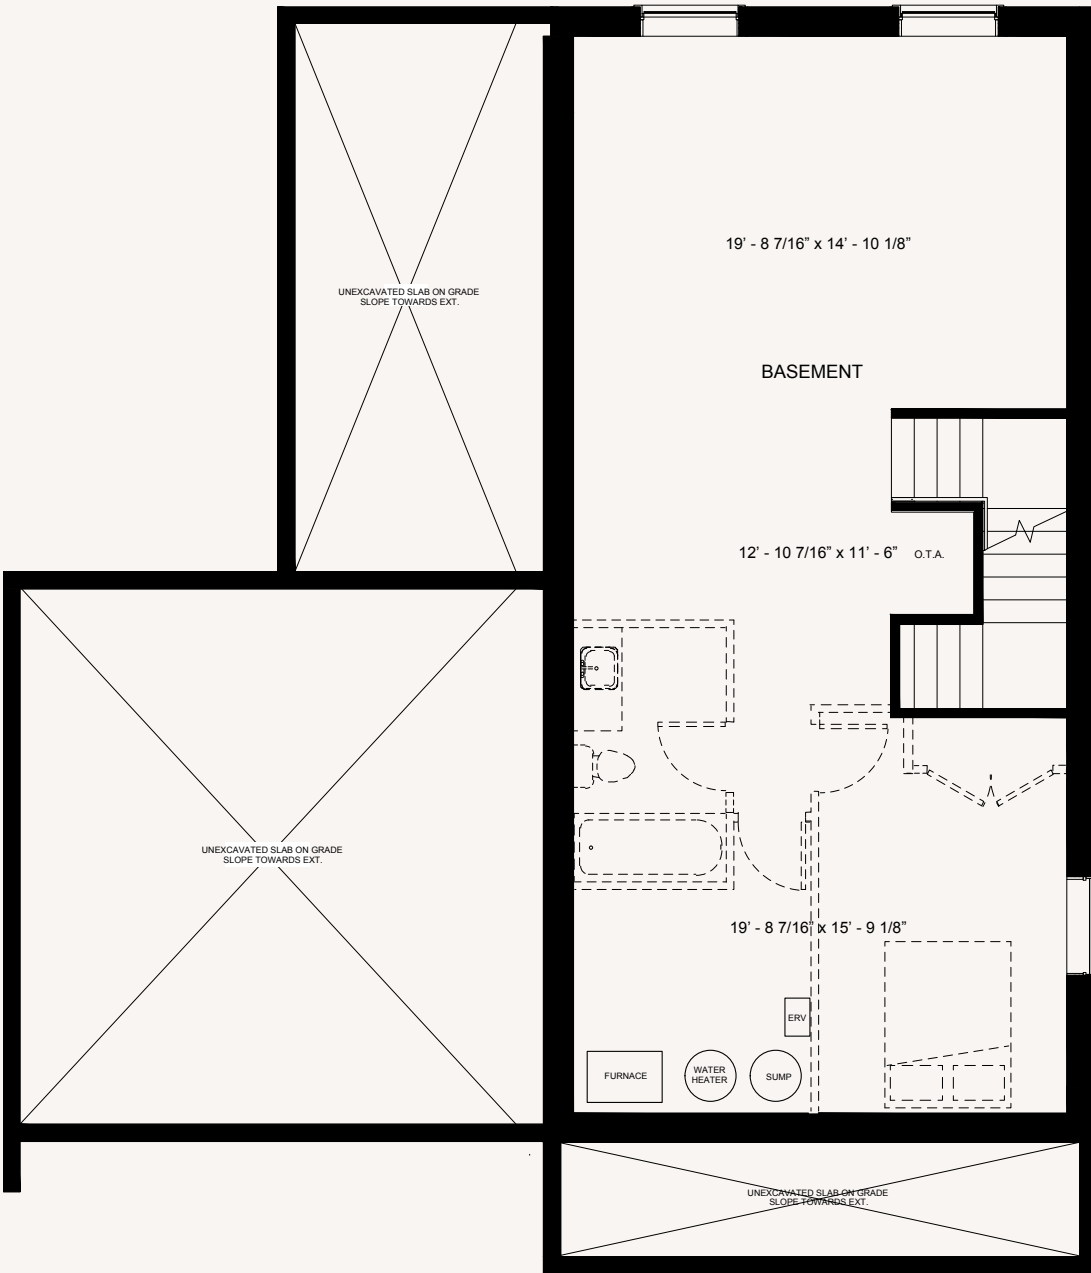 19’ - 8 7/16” x 14’ - 10 1/8”
UNEXCAVATED SLAB ON GRADE
SLOPE TOWARDS EXT.
BASEMENT
12’ - 10 7/16” x 11’ - 6”
O.T.A.
UNEXCAVATED SLAB ON GRADE
SLOPE TOWARDS EXT.
19’ - 8 7/16” x 15’ - 9 1/8”
ERV
FURNACE
WATER
HEATER
SUMP
UNEXCAVATED SLAB ON GRADE
SLOPE TOWARDS EXT.